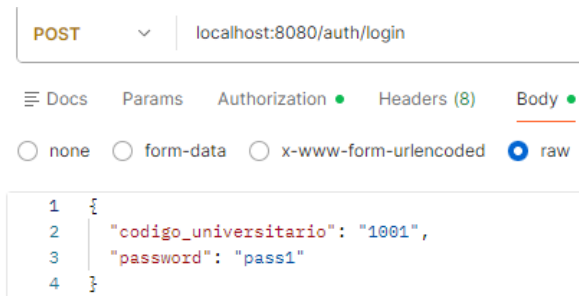 POST localhost:8080/auth/login
Docs Params Authorization Headers (8) Body
none form-data x-www-form-urlencoded raw
1 {
2 "codigo_universitario": "1001",
3 "password": "pass1"
4 }